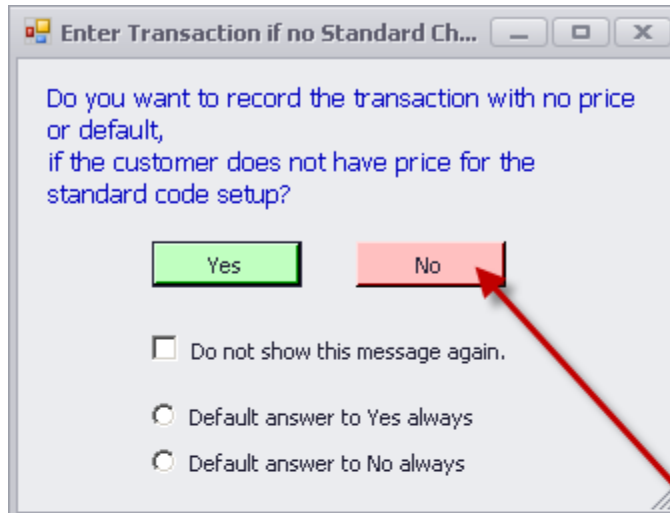 Enter Transaction if no Standard Ch...
Do you want to record the transaction with no price
or default,
if the customer does not have price for the
standard code setup?
Yes
No
Do not show this message again.
Default answer to Yes always
Default answer to No always